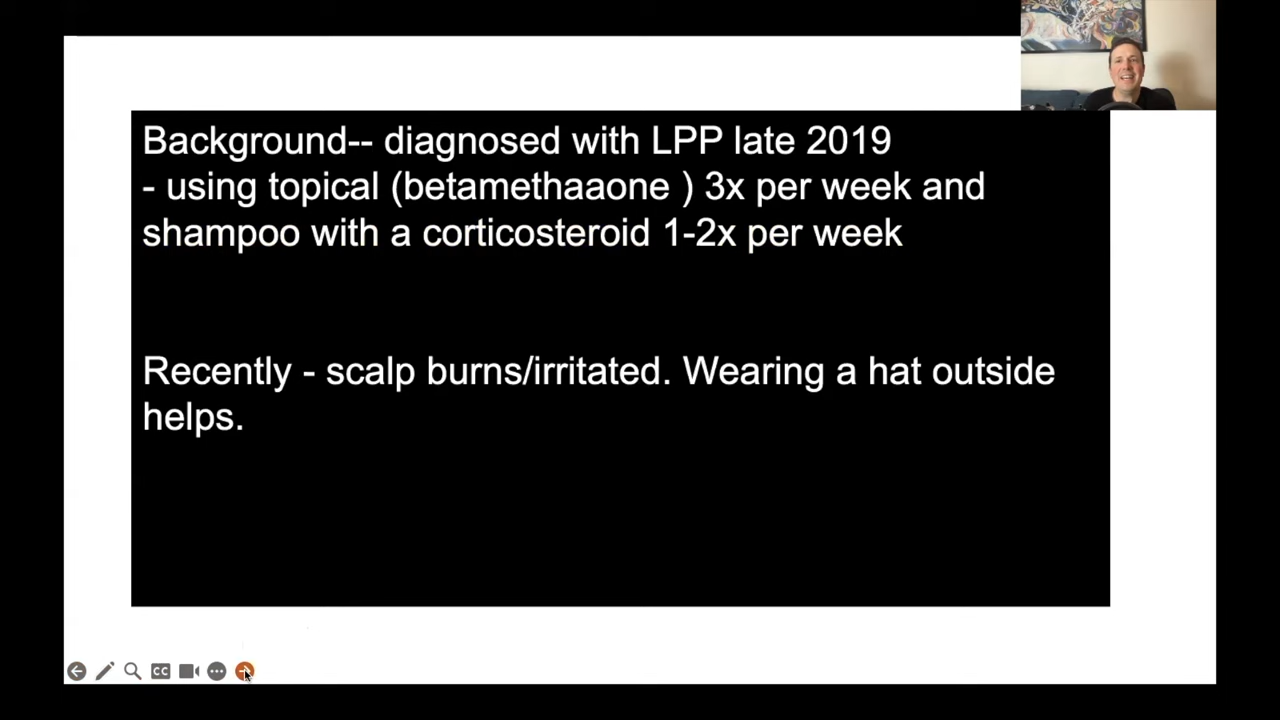 Background-- diagnosed with LPP late 2019
- using topical (betamethaaone ) 3x per week and
shampoo with a corticosteroid 1-2x per week
Recently - scalp burns/irritated. Wearing a hat outside
helps.
CC